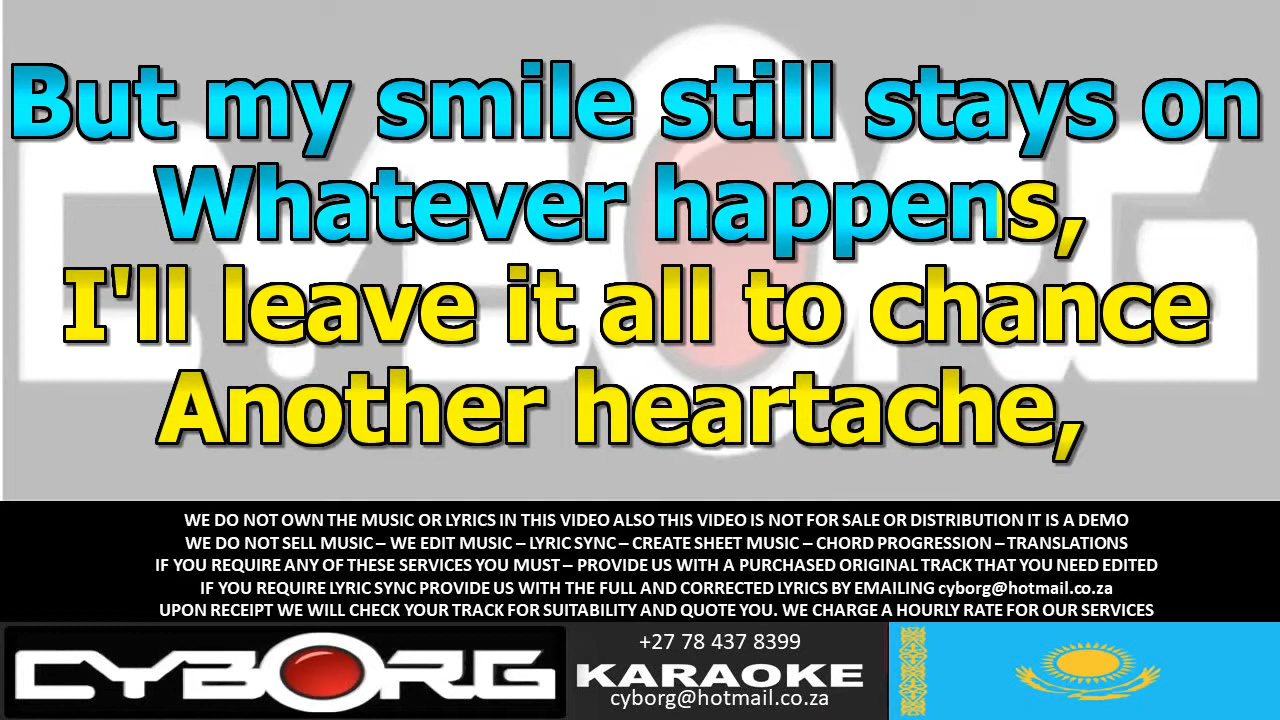 But my smile still stays on
Whatever happens,
I'll leave it all to chance
Another heartache,
WE DO NOT OWN THE MUSIC OR LYRICS IN THIS VIDEO ALSO THIS VIDEO IS NOT FOR SALE OR DISTRIBUTION IT IS A DEMO
WE DO NOT SELL MUSIC – WE EDIT MUSIC – LYRIC SYNC – CREATE SHEET MUSIC – CHORD PROGRESSION – TRANSLATIONS
IF YOU REQUIRE ANY OF THESE SERVICES YOU MUST – PROVIDE US WITH A PURCHASED ORIGINAL TRACK THAT YOU NEED EDITED
IF YOU REQUIRE LYRIC SYNC PROVIDE US WITH THE FULL AND CORRECTED LYRICS BY EMAILING cyborg@hotmail.co.za
UPON RECEIPT WE WILL CHECK YOUR TRACK FOR SUITABILITY AND QUOTE YOU. WE CHARGE A HOURLY RATE FOR OUR SERVICES
CYBORG
+27 78 437 8399
KARAOKE
cyborg@hotmail.co.za